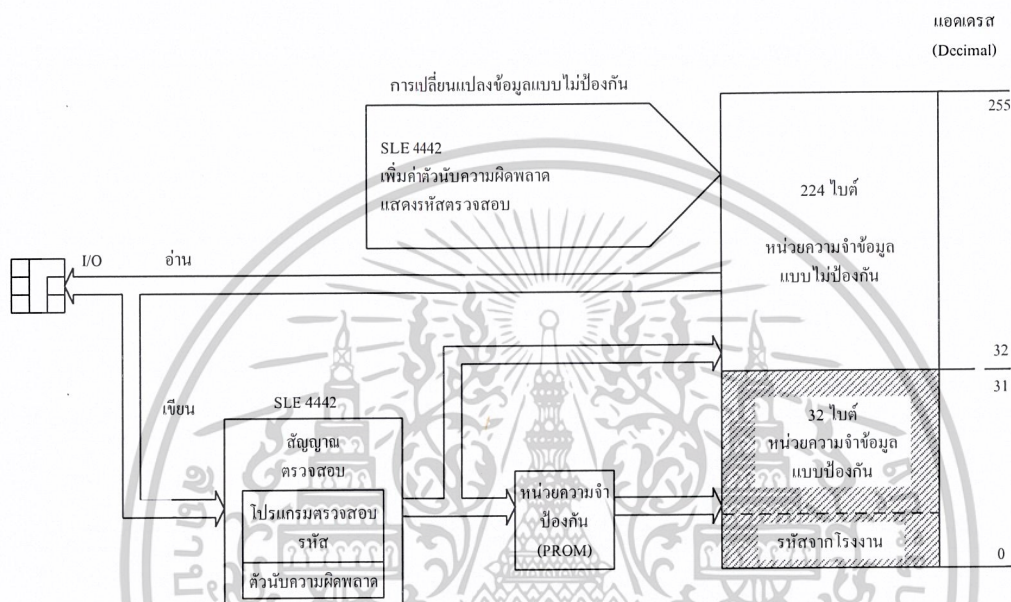 แอดเดรส
(Decimal)
การเปลี่ยนแปลงข้อมูลแบบไม่ป้องกัน
255
SLE 4442
เพิ่มค่าตัวนับความผิดพลาด
แสดงรหัสตรวจสอบ
224 ไบต์
หน่วยความจำข้อมูล
แบบไม่ป้องกัน
I/O
อ่าน
32
31
เขียน
SLE 4442
สัญญาณ
ตรวจสอบ
โปรแกรมตรวจสอบ
รหัส
ตัวนับความผิดพลาด
หน่วยความจำ
ป้องกัน
(PROM)
32 ไบต์
หน่วยความจำข้อมูล
แบบป้องกัน
รหัสจากโรงงาน
0